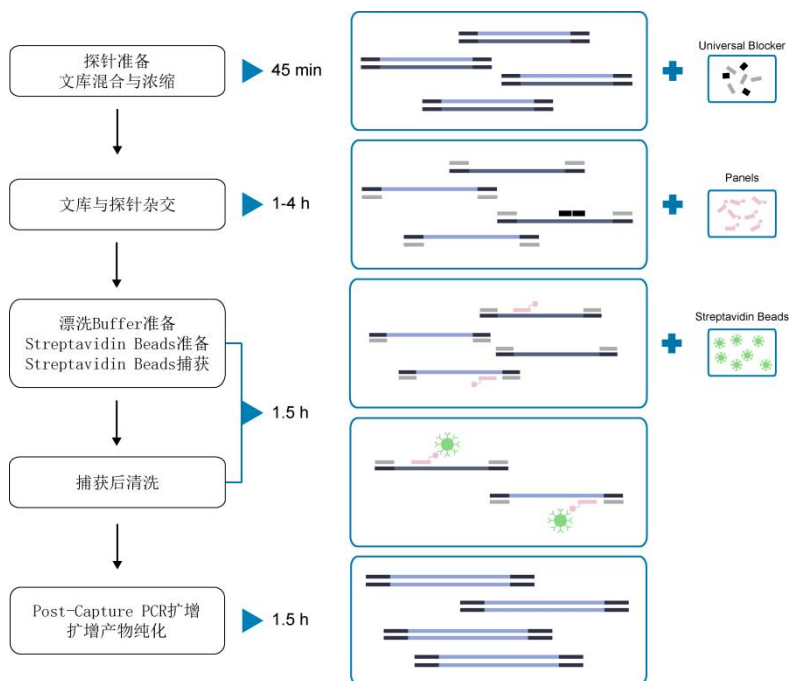 探针准备
文库混合与浓缩
45 min
Universal Blocker
文库与探针杂交
1-4 h
Panels
漂洗Buffer准备
Streptavidin Beads准备
Streptavidin Beads捕获
Streptavidin Beads
1.5 h
捕获后清洗
Post-Capture PCR扩增
扩增产物纯化
1.5 h